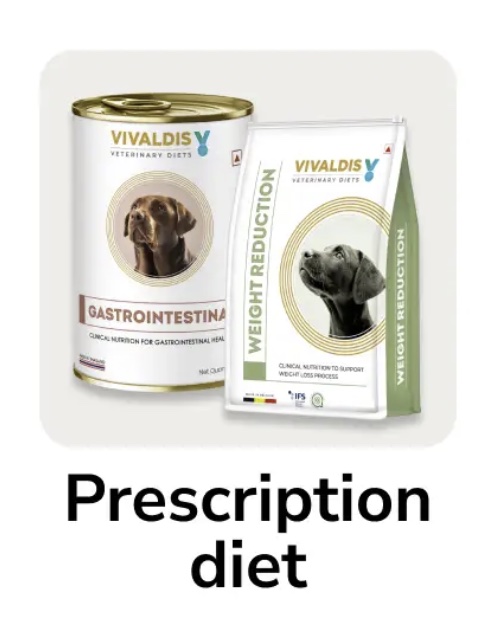 VIVALDIS
VETERINARY DIETS
GASTROINTESTINA
CLINICAL NUTRITION FOR GASTROINTESTINAL HEAL
VIVALDIS
VETERINARY DIETS
WEIGHT REDUCTION
CLINICAL NUTRITION TO SUPPORT
WEIGHT LOSS PROCESS
IFS
WEIGHT REDUCTION
Prescription
diet